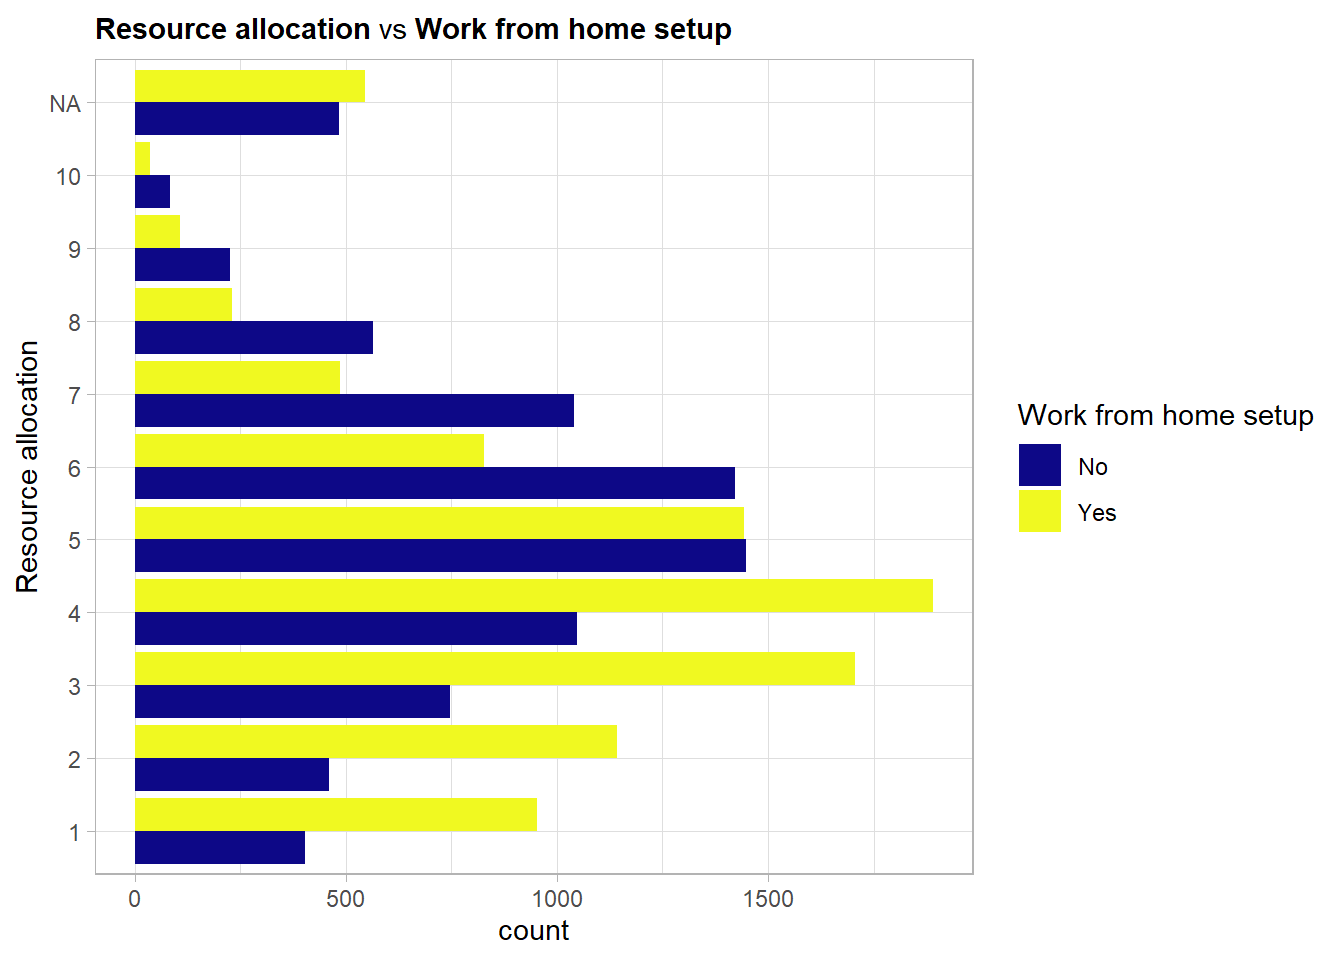 Resource allocation vs Work from home setup
NA
10
9
8
7
6
5
4
3
2
1
Resource allocation
0 500 1000 1500
count
Work from home setup
No
Yes